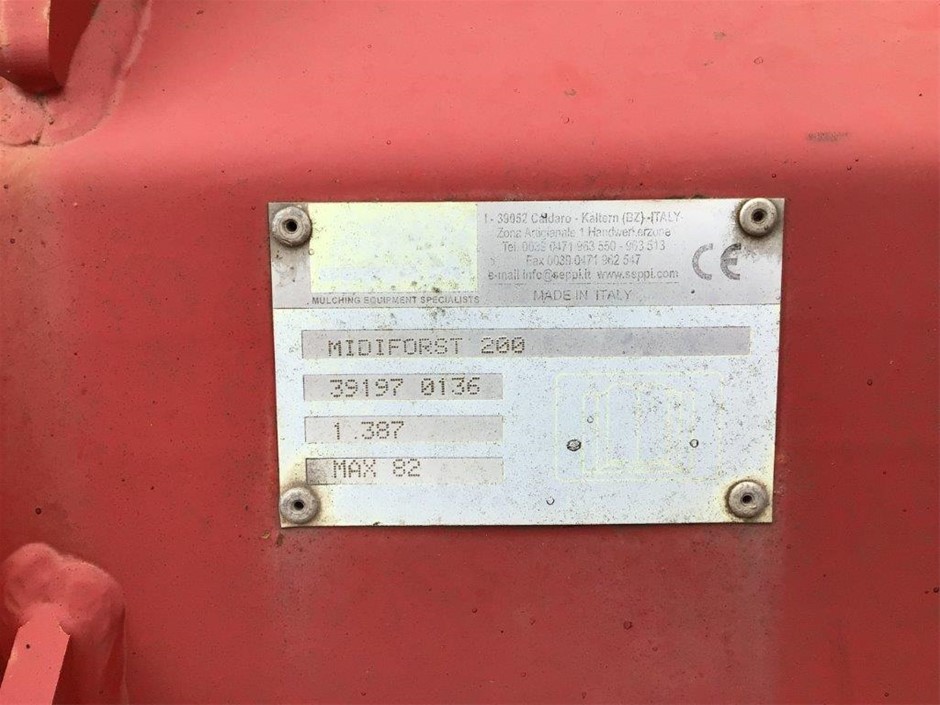 I - 39052 Caldaro - Kaltern (BZ) - ITALY
Zona Artigianale 1 Handwerkerzone
Tel. 0039 0471 963 550 - 963 513
Fax 0039 0471 962 547
e-mail info@seppi.it www.seppi.com
CE
MULCHING EQUIPMENT SPECIALISTS
MADE IN ITALY
MIDIFORST 200
39197 0136
1.387
MAX 82